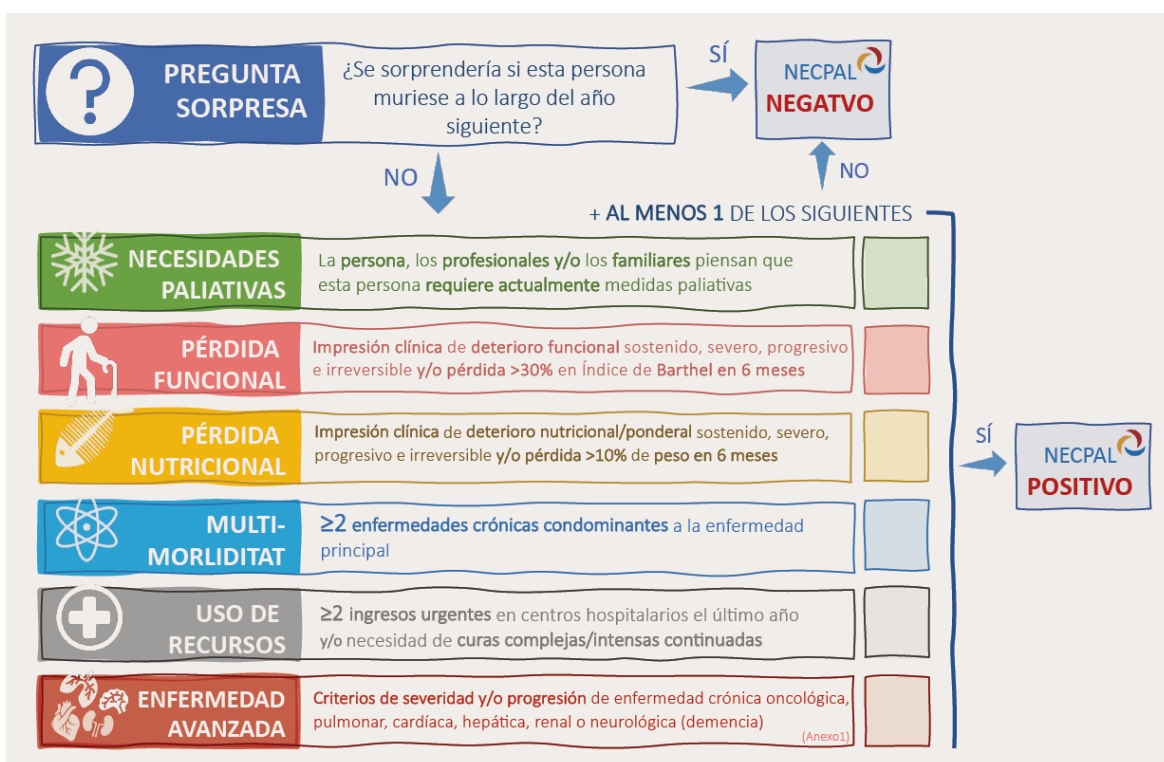 PREGUNTA
SORPRESA
¿Se sorprendería si esta persona
muriese a lo largo del año
siguiente?
SÍ
NECPAL
NEGATVO
NO
NO
+ AL MENOS 1 DE LOS SIGUIENTES
NECESIDADES
PALIATIVAS
La persona, los profesionales y/o los familiares piensan que
esta persona requiere actualmente medidas paliativas
PÉRDIDA
FUNCIONAL
Impresión clínica de deterioro funcional sostenido, severo, progresivo
e irreversible y/o pérdida >30% en Índice de Barthel en 6 meses
PÉRDIDA
NUTRICIONAL
Impresión clínica de deterioro nutricional/ponderal sostenido, severo,
progresivo e irreversible y/o pérdida >10% de peso en 6 meses
SÍ
NECPAL
POSITIVO
MULTI-
MORLIDITAT
≥2 enfermedades crónicas condominantes a la enfermedad
principal
USO DE
RECURSOS
≥2 ingresos urgentes en centros hospitalarios el último año
y/o necesidad de curas complejas/intensas continuadas
ENFERMEDAD
AVANZADA
Criterios de severidad y/o progresión de enfermedad crónica oncológica,
pulmonar, cardíaca, hepática, renal o neurológica (demencia)
(Anexo1)